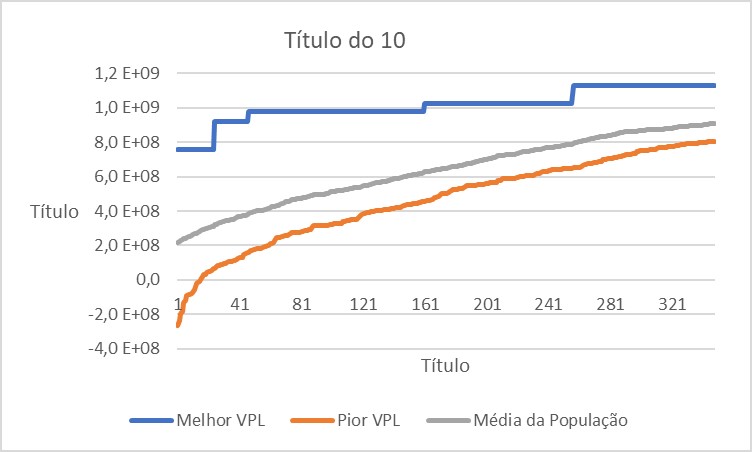 Título do 10
1,2 E+09
1,0 E+09
8,0 E+08
6,0 E+08
Título
4,0 E+08
2,0 E+08
0,0
1 41 81 121 161 201 241 281 321
-2,0 E+08
-4,0 E+08
Título
Melhor VPL Pior VPL Média da População